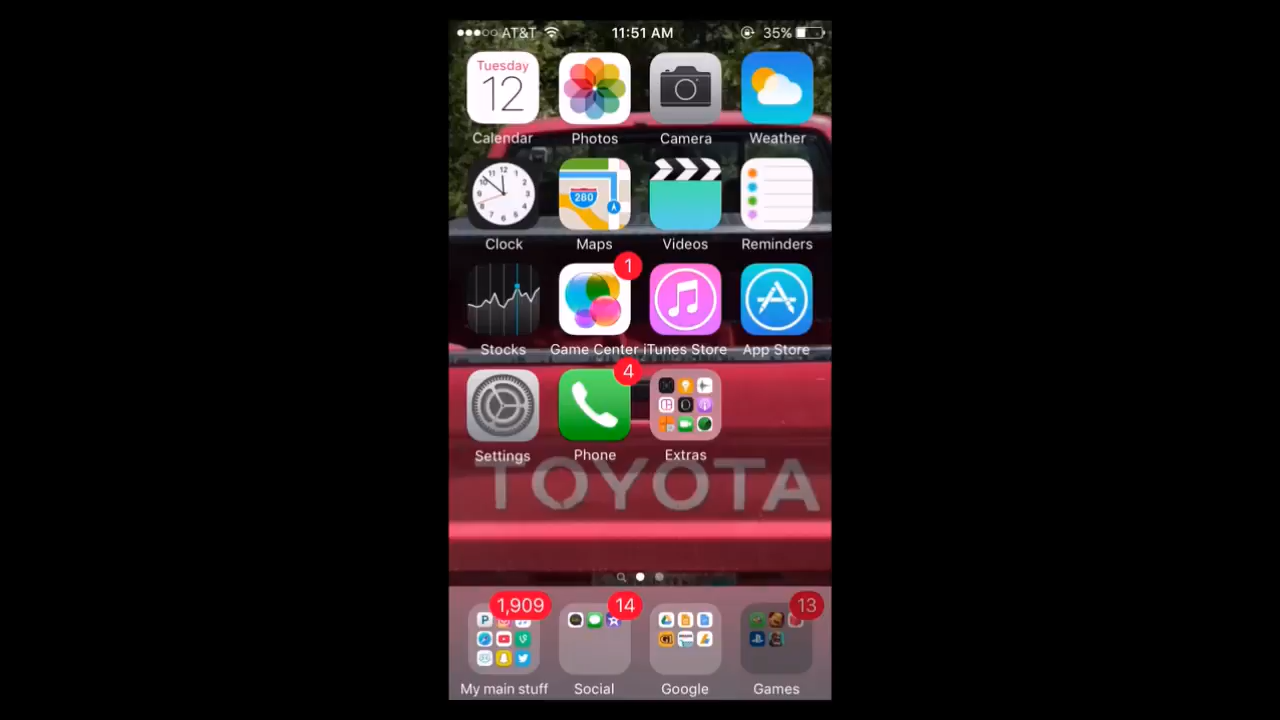 AT&T 11:51 AM 35%
Tuesday
12
Calendar Photos Camera Weather
12
280
Clock Maps Videos Reminders
1
Stocks Game Center iTunes Store App Store
4
Settings Phone Extras
TOYOTA
1,909 14 13
My main stuff Social Google Games